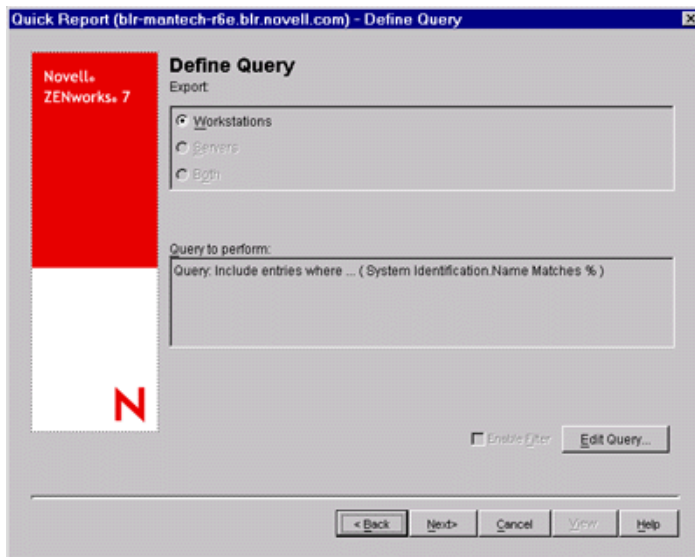 Quick Report (blr-mantech-r6e.blr.novell.com) - Define Query
Novell®
ZENworks® 7
Define Query
Export
Workstations
Servers
Both
Query to perform:
Query: Include entries where ... ( System Identification.Name Matches % )
N
Enable Filter
Edit Query...
< Back
Next>
Cancel
View
Help